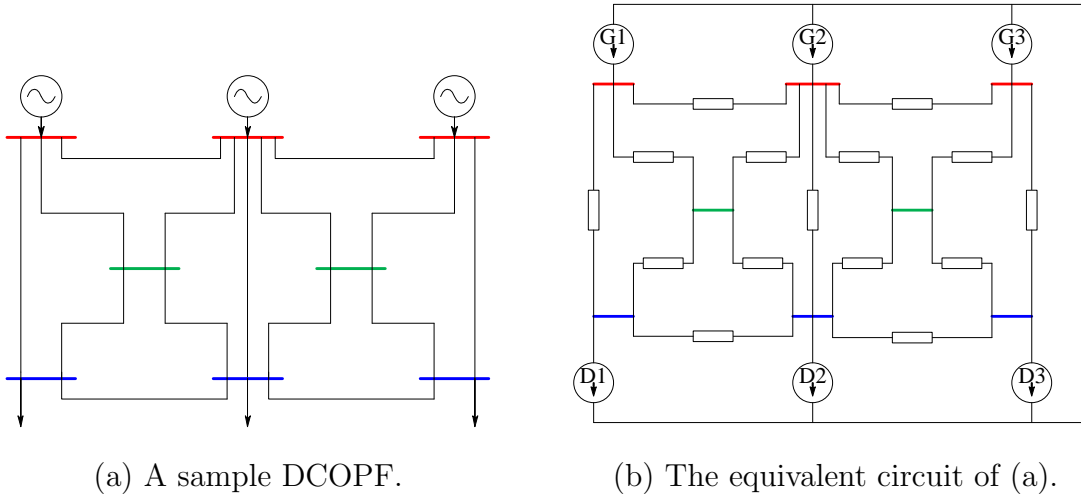 G1 G2 G3
D1 D2 D3
(a) A sample DCOPF.
(b) The equivalent circuit of (a).